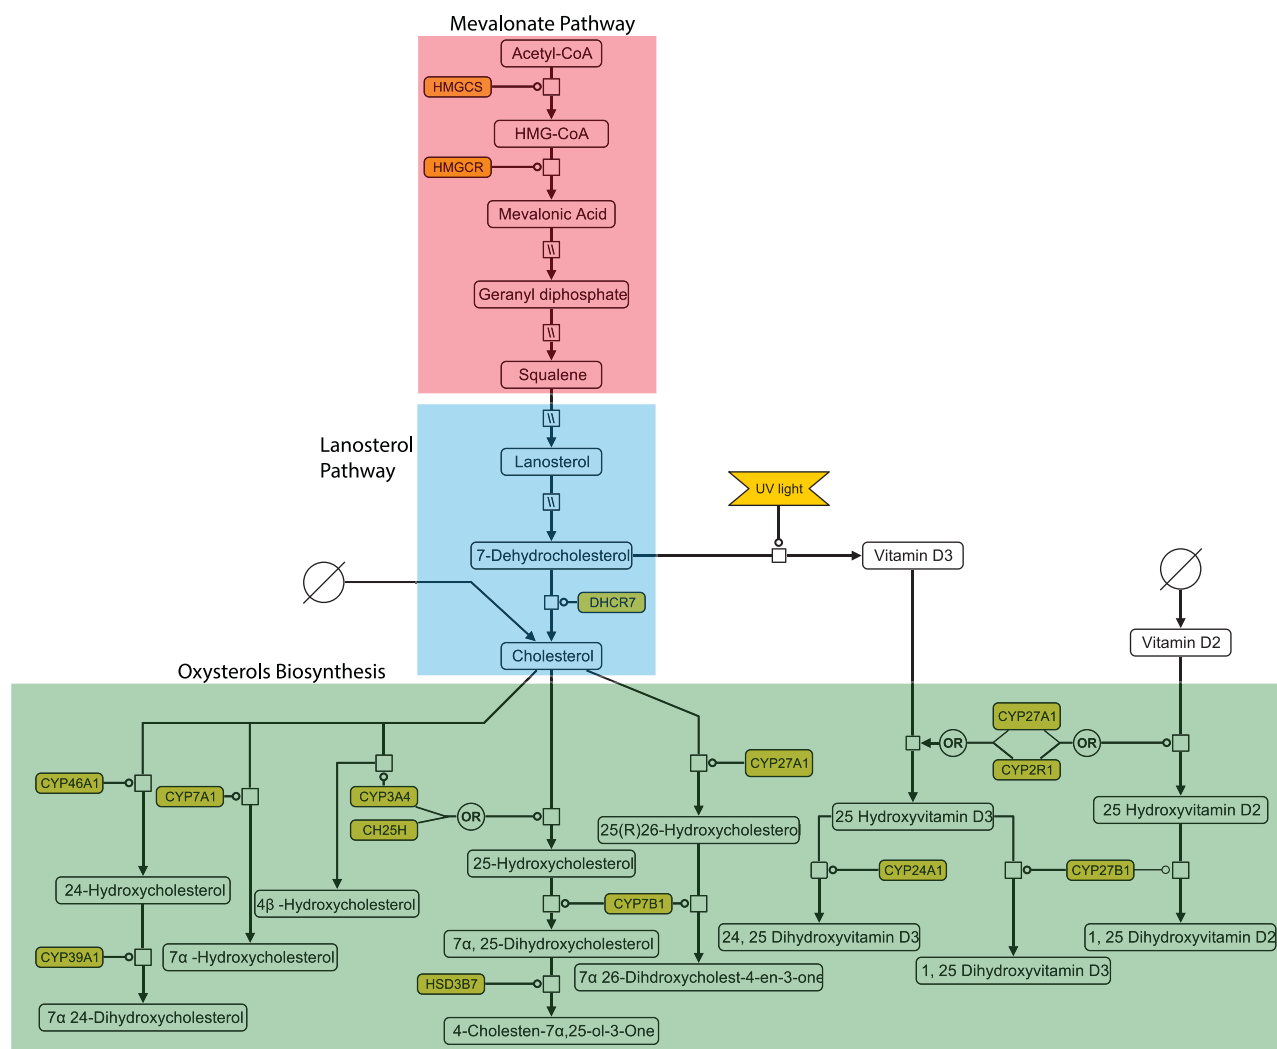 Mevalonate Pathway
Acetyl-CoA
HMGCS
HMG-CoA
HMGCR
Mevalonic Acid
\\
Geranyl diphosphate
\\
Squalene
\\
Lanosterol
Pathway
Lanosterol
\\
UV light
7-Dehydrocholesterol
Vitamin D3
DHCR7
Vitamin D2
Cholesterol
Oxysterols Biosynthesis
CYP27A1
OR
OR
CYP2R1
CYP46A1
CYP7A1
CYP3A4
CH25H
OR
CYP27A1
25(R)26-Hydroxycholesterol
25 Hydroxyvitamin D3
25 Hydroxyvitamin D2
25-Hydroxycholesterol
CYP24A1
CYP27B1
24-Hydroxycholesterol
4β -Hydroxycholesterol
CYP7B1
7α, 25-Dihydroxycholesterol
24, 25 Dihydroxyvitamin D3
1, 25 Dihydroxyvitamin D2
CYP39A1
7α -Hydroxycholesterol
HSD3B7
7α 26-Dihdroxycholest-4-en-3-one
1, 25 Dihydroxyvitamin D3
7α 24-Dihydroxycholesterol
4-Cholesten-7α,25-ol-3-One